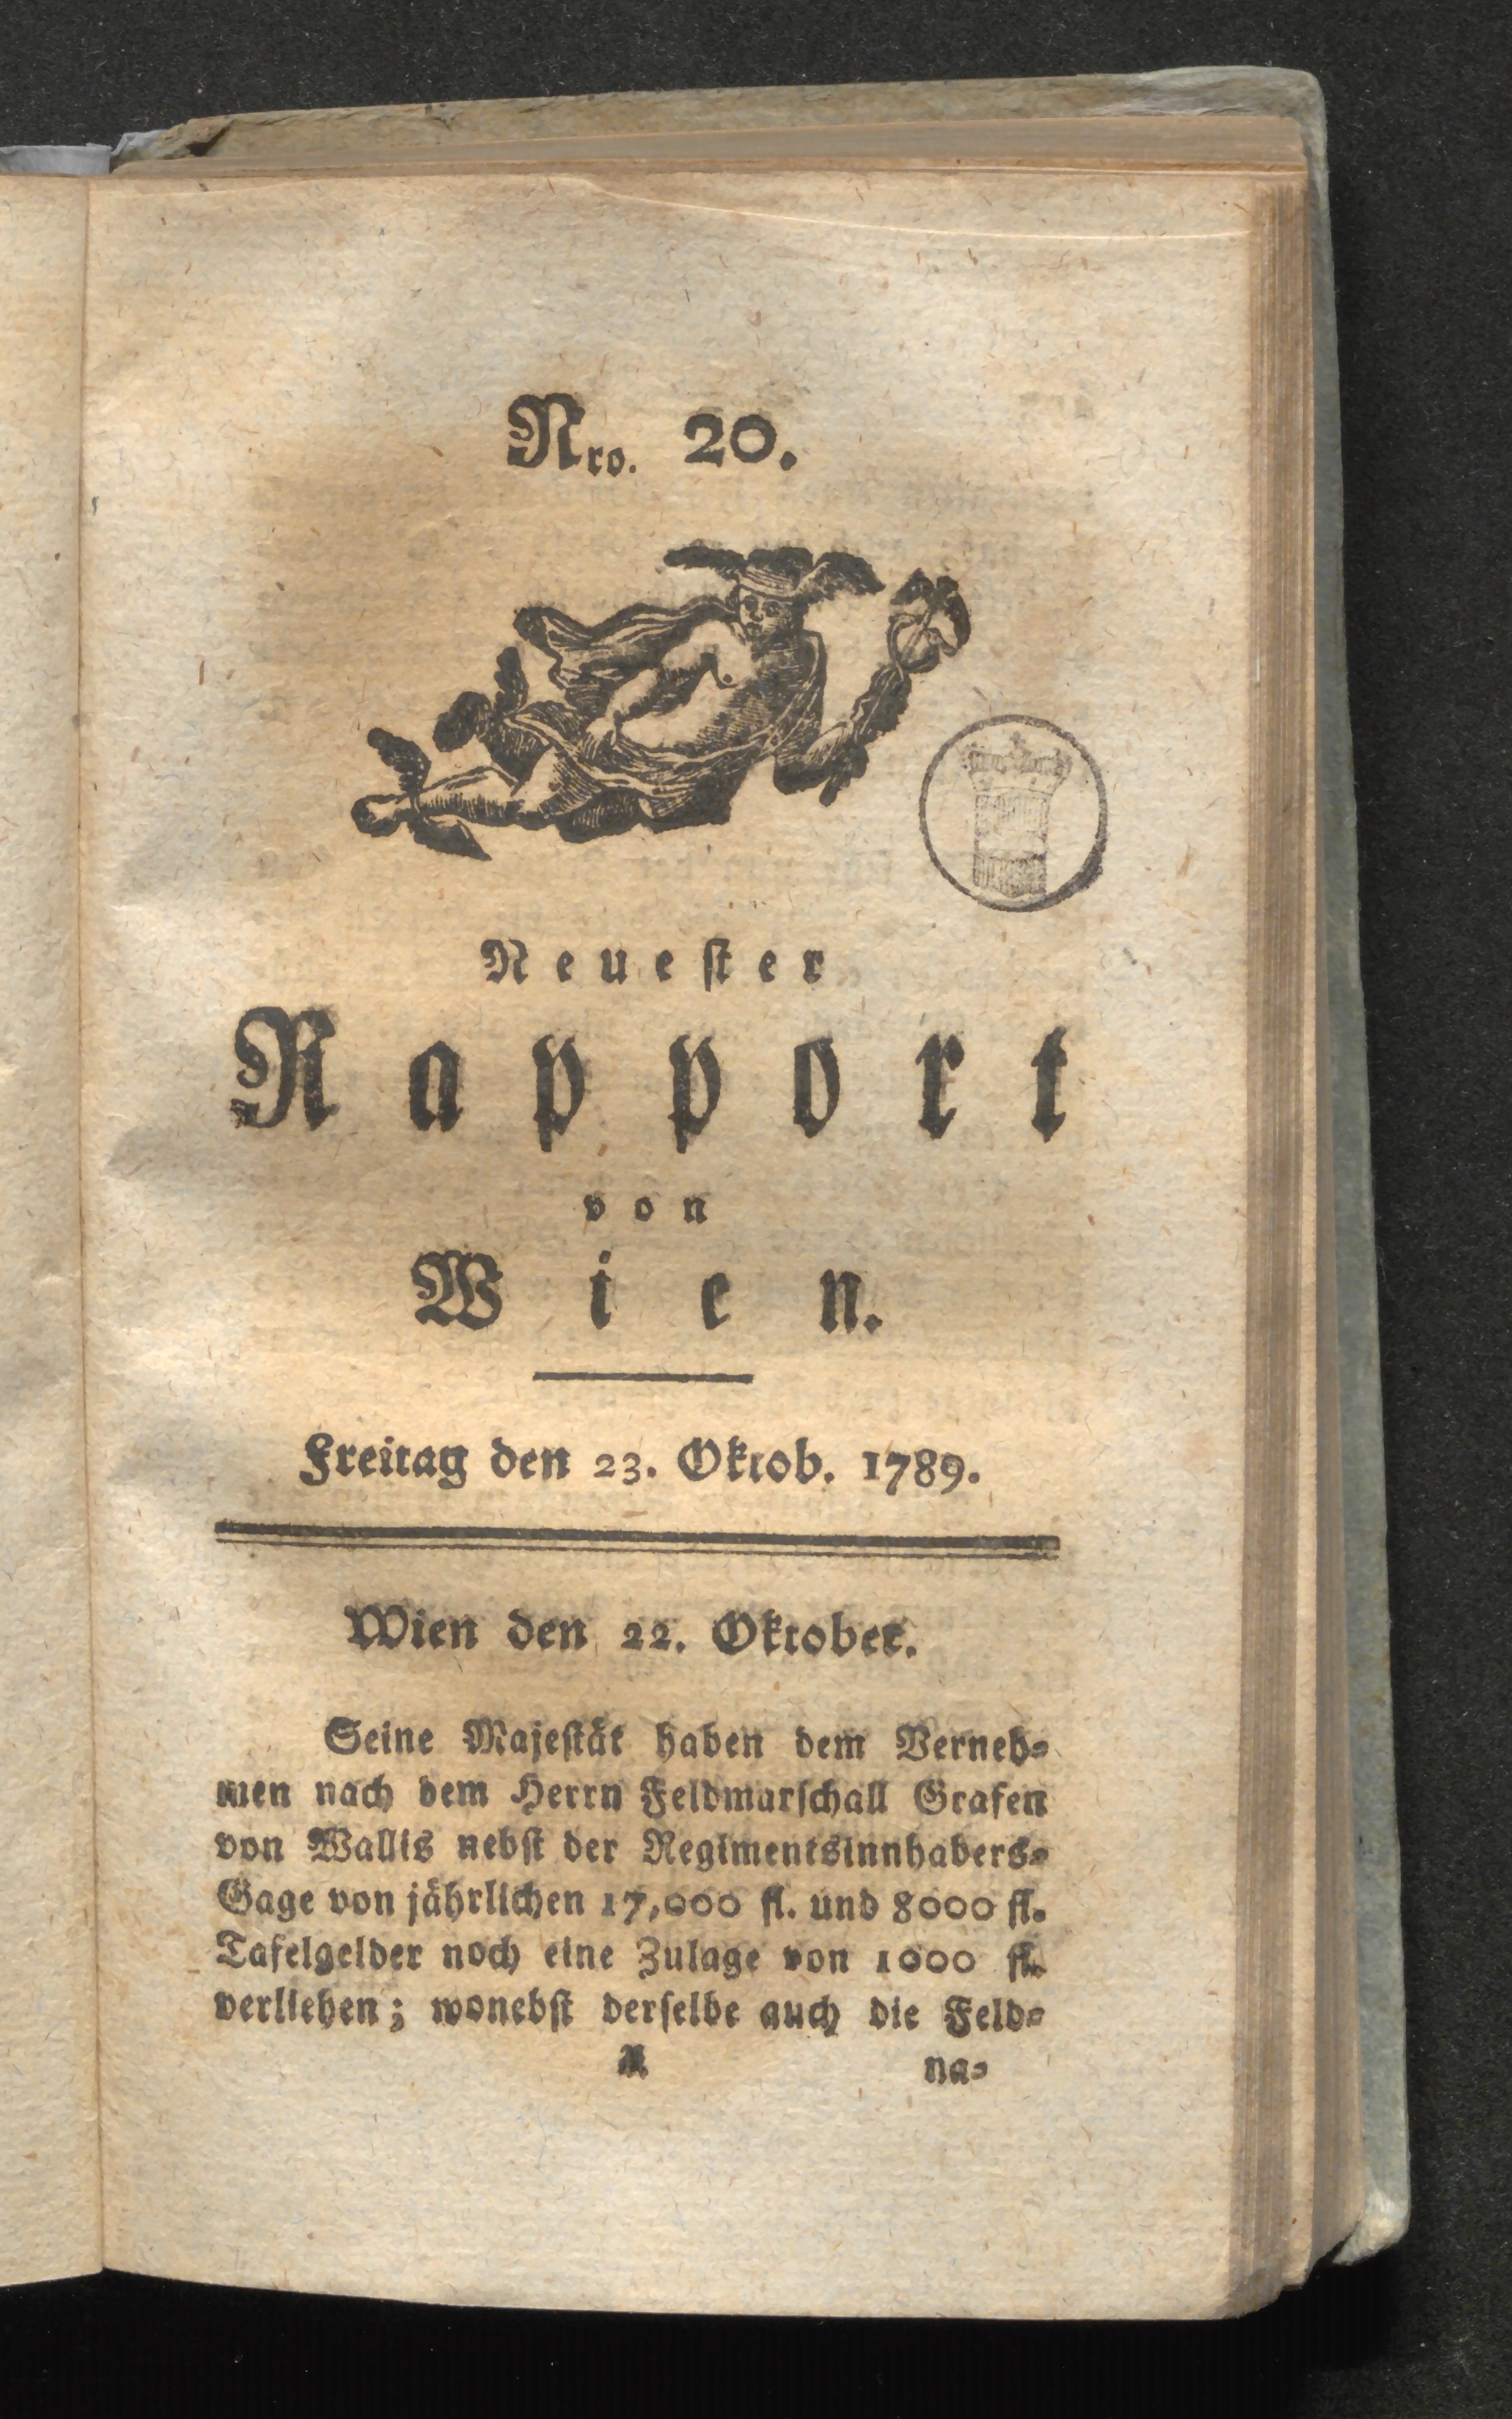 Nro. 20.
Neueſter
Rapport
von
Wien.
Freitag den 23. Oktob. 1789.
Wien den 22. Oktober.
Seine Majeſtät haben dem Verneh⸗
men nach dem Herrn Feldmarſchall Grafen
von Wallis nebſt der Regimentsinnhabers⸗
Gage von jährlichen 17,000 fl. und 8000 fl.
Tafelgelder noch eine Zulage von 1000 fl.
verliehen; wonebſt derſelbe auch die Feld⸗
na⸗